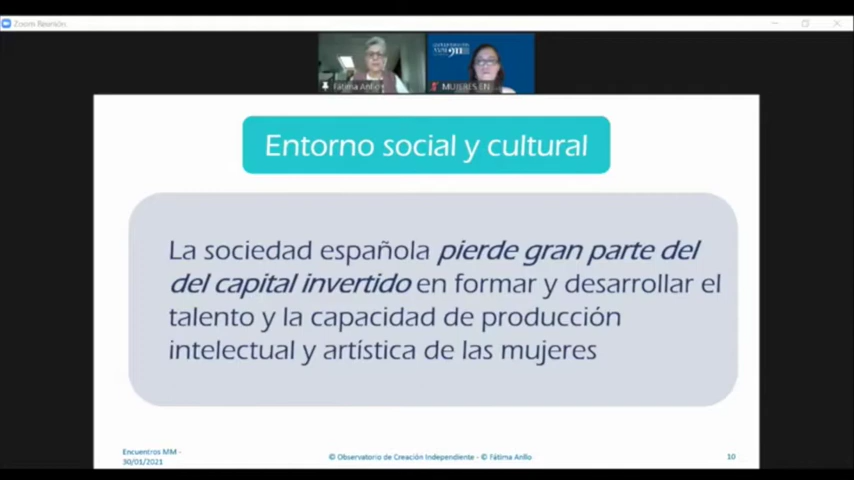 Zoom Reunión
Fátima Anllo
MUJERES EN
Entorno social y cultural
La sociedad española pierde gran parte del
del capital invertido en formar y desarrollar el
talento y la capacidad de producción
intelectual y artística de las mujeres
Encuentros MM -
30/01/2021
© Observatorio de Creación Independiente - © Fátima Anllo
10